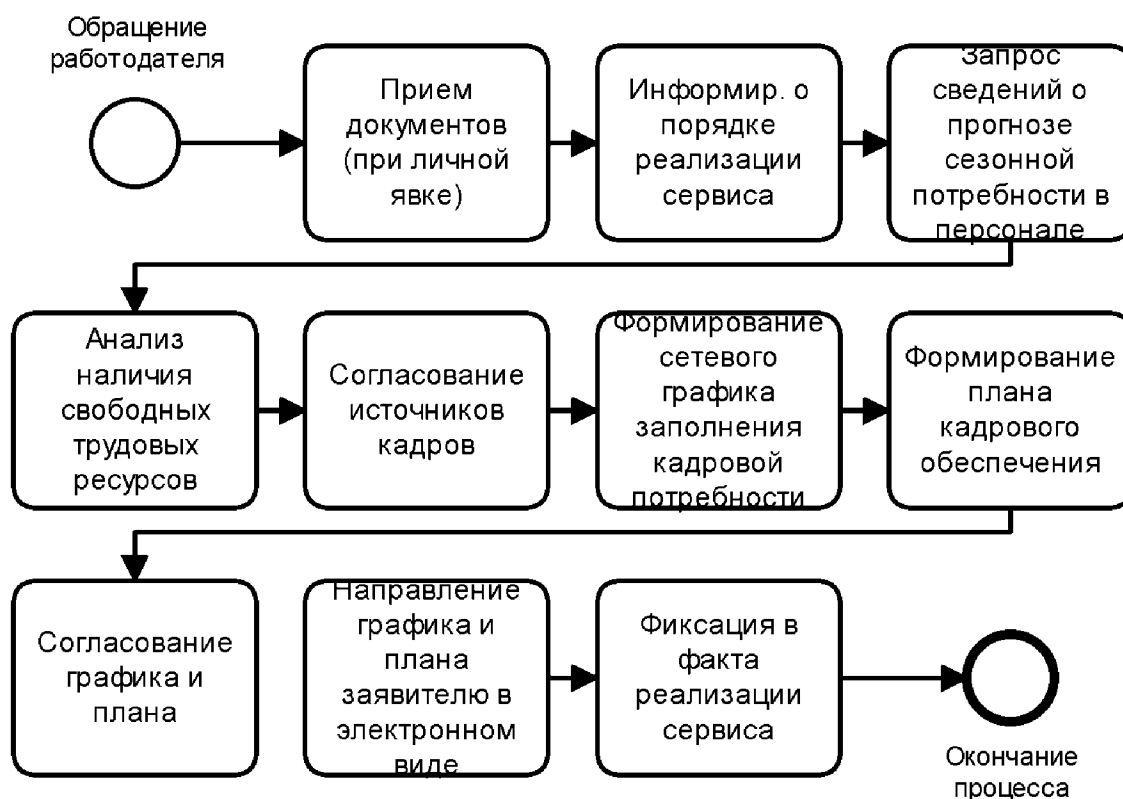 Обращение
работодателя
Прием
документов
(при личной
явке)
Информир. о
порядке
реализации
сервиса
Запрос
сведений о
прогнозе
сезонной
потребности в
персонале
Анализ
наличия
свободных
трудовых
ресурсов
Согласование
источников
кадров
Формирование
сетевого
графика
заполнения
кадровой
потребности
Формирование
плана
кадрового
обеспечения
Согласование
графика и
плана
Направление
графика и
плана
заявителю в
электронном
виде
Фиксация в
факта
реализации
сервиса
Окончание
процесса